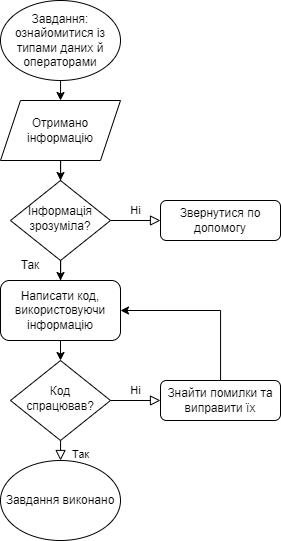 Завдання:
ознайомитися із
типами даних й
операторами
Отримано
інформацію
Інформація
зрозуміла?
Ні
Звернутися по
допомогу
Так
Написати код,
використовуючи
інформацію
Код
спрацював?
Ні
Знайти помилки та
виправити їх
Так
Завдання виконано